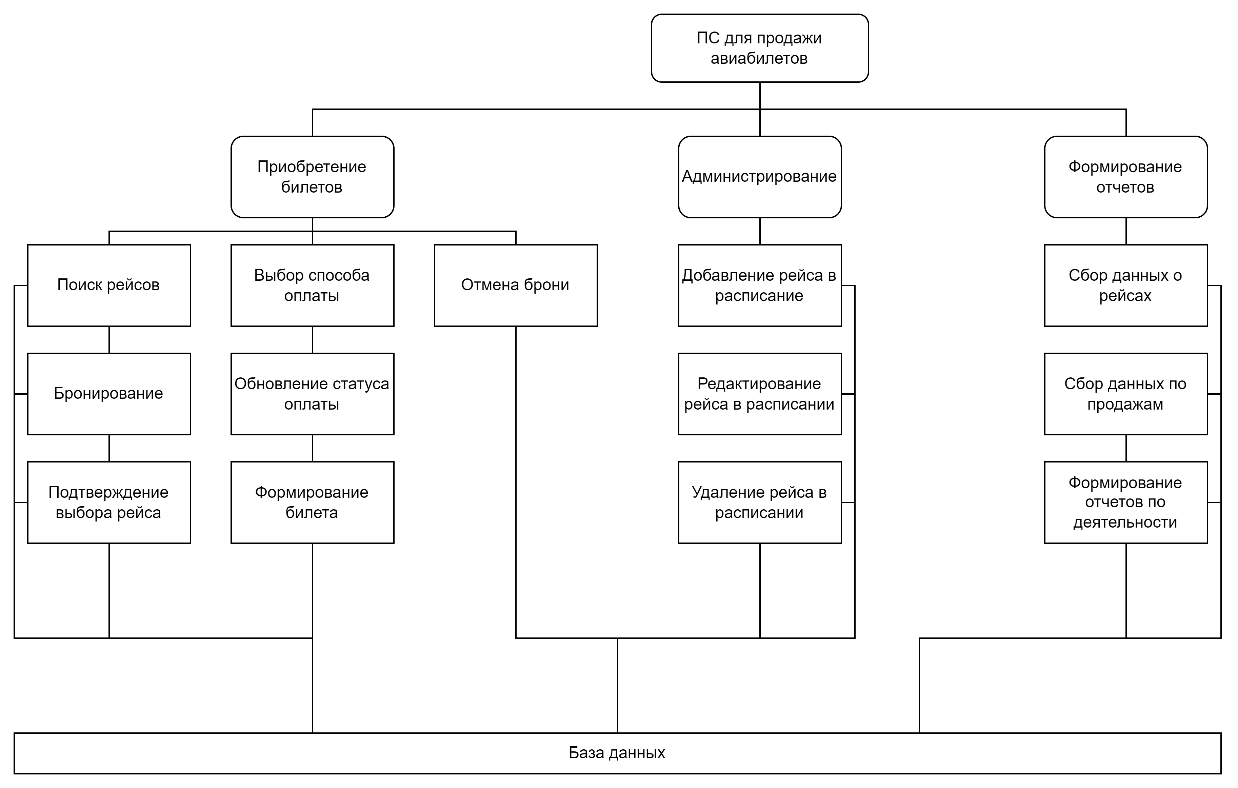 ПС для продажи
авиабилетов
Приобретение
билетов
Администрирование
Формирование
отчетов
Поиск рейсов
Выбор способа
оплаты
Отмена брони
Добавление рейса в
расписание
Сбор данных о
рейсах
Бронирование
Обновление статуса
оплаты
Редактирование
рейса в расписании
Сбор данных по
продажам
Подтверждение
выбора рейса
Формирование
билета
Удаление рейса в
расписании
Формирование
отчетов по
деятельности
База данных